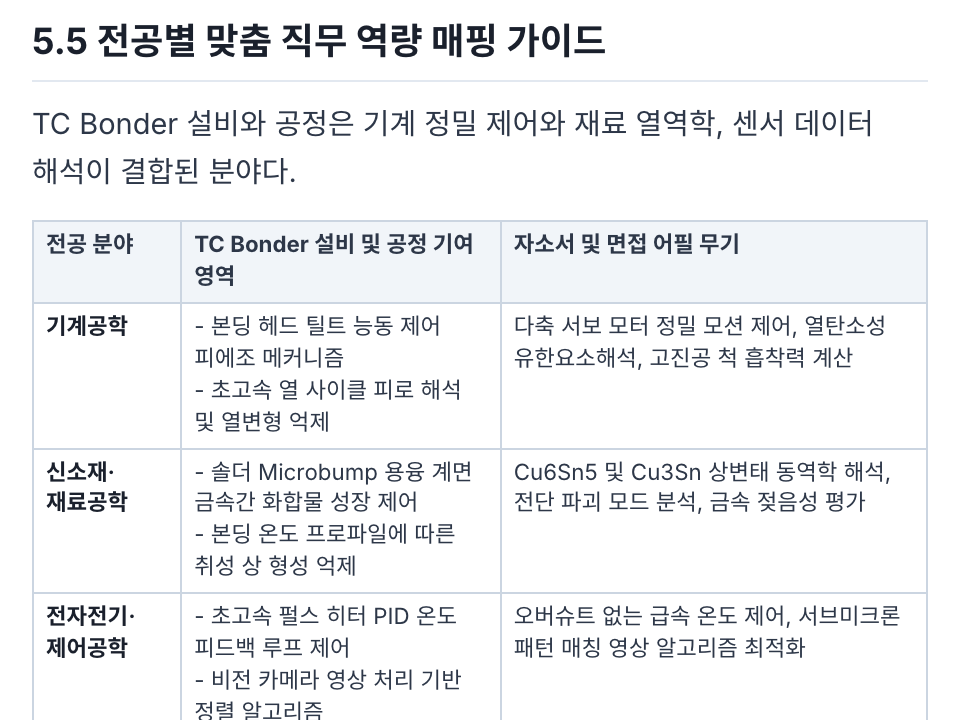 5.5 전공별 맞춤 직무 역량 매핑 가이드
TC Bonder 설비와 공정은 기계 정밀 제어와 재료 열역학, 센서 데이터
해석이 결합된 분야다.
전공 분야
TC Bonder 설비 및 공정 기여
영역
자소서 및 면접 어필 무기
기계공학
- 본딩 헤드 틸트 능동 제어
피에조 메커니즘
- 초고속 열 사이클 피로 해석
및 열변형 억제
다축 서보 모터 정밀 모션 제어, 열탄소성
유한요소해석, 고진공 척 흡착력 계산
신소재·
재료공학
- 솔더 Microbump 용융 계면
금속간 화합물 성장 제어
- 본딩 온도 프로파일에 따른
취성 상 형성 억제
Cu6Sn5 및 Cu3Sn 상변태 동역학 해석,
전단 파괴 모드 분석, 금속 젖음성 평가
전자전기·
제어공학
- 초고속 펄스 히터 PID 온도
피드백 루프 제어
- 비전 카메라 영상 처리 기반
정렬 알고리즘
오버슈트 없는 급속 온도 제어, 서브미크론
패턴 매칭 영상 알고리즘 최적화